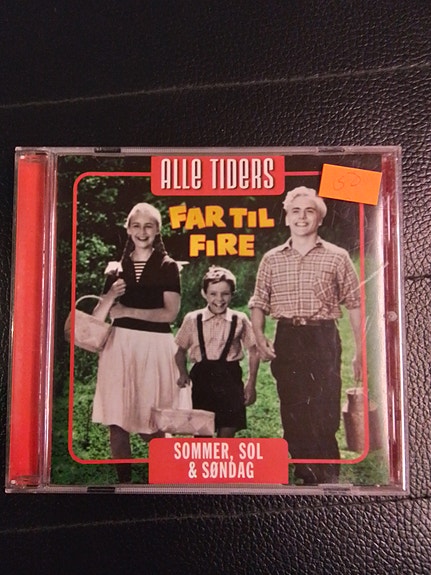 ALLE TIDERS
FAR TIL
FIRE
SOMMER, SOL
& SØNDAG